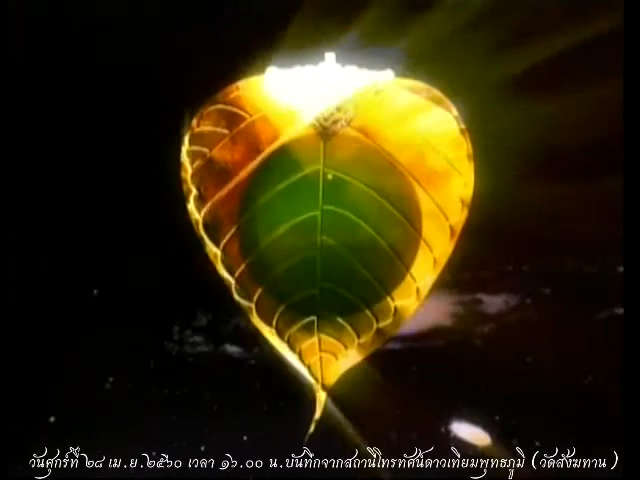 วันศุกร์ที่ ๒๘ เม.ย.๒๕๖๐ เวลา ๑๖.๐๐ น.บันทึกจากสถานีโทรทัศน์ดาวเทียมพุทธภูมิ (วัดสังฆทาน )